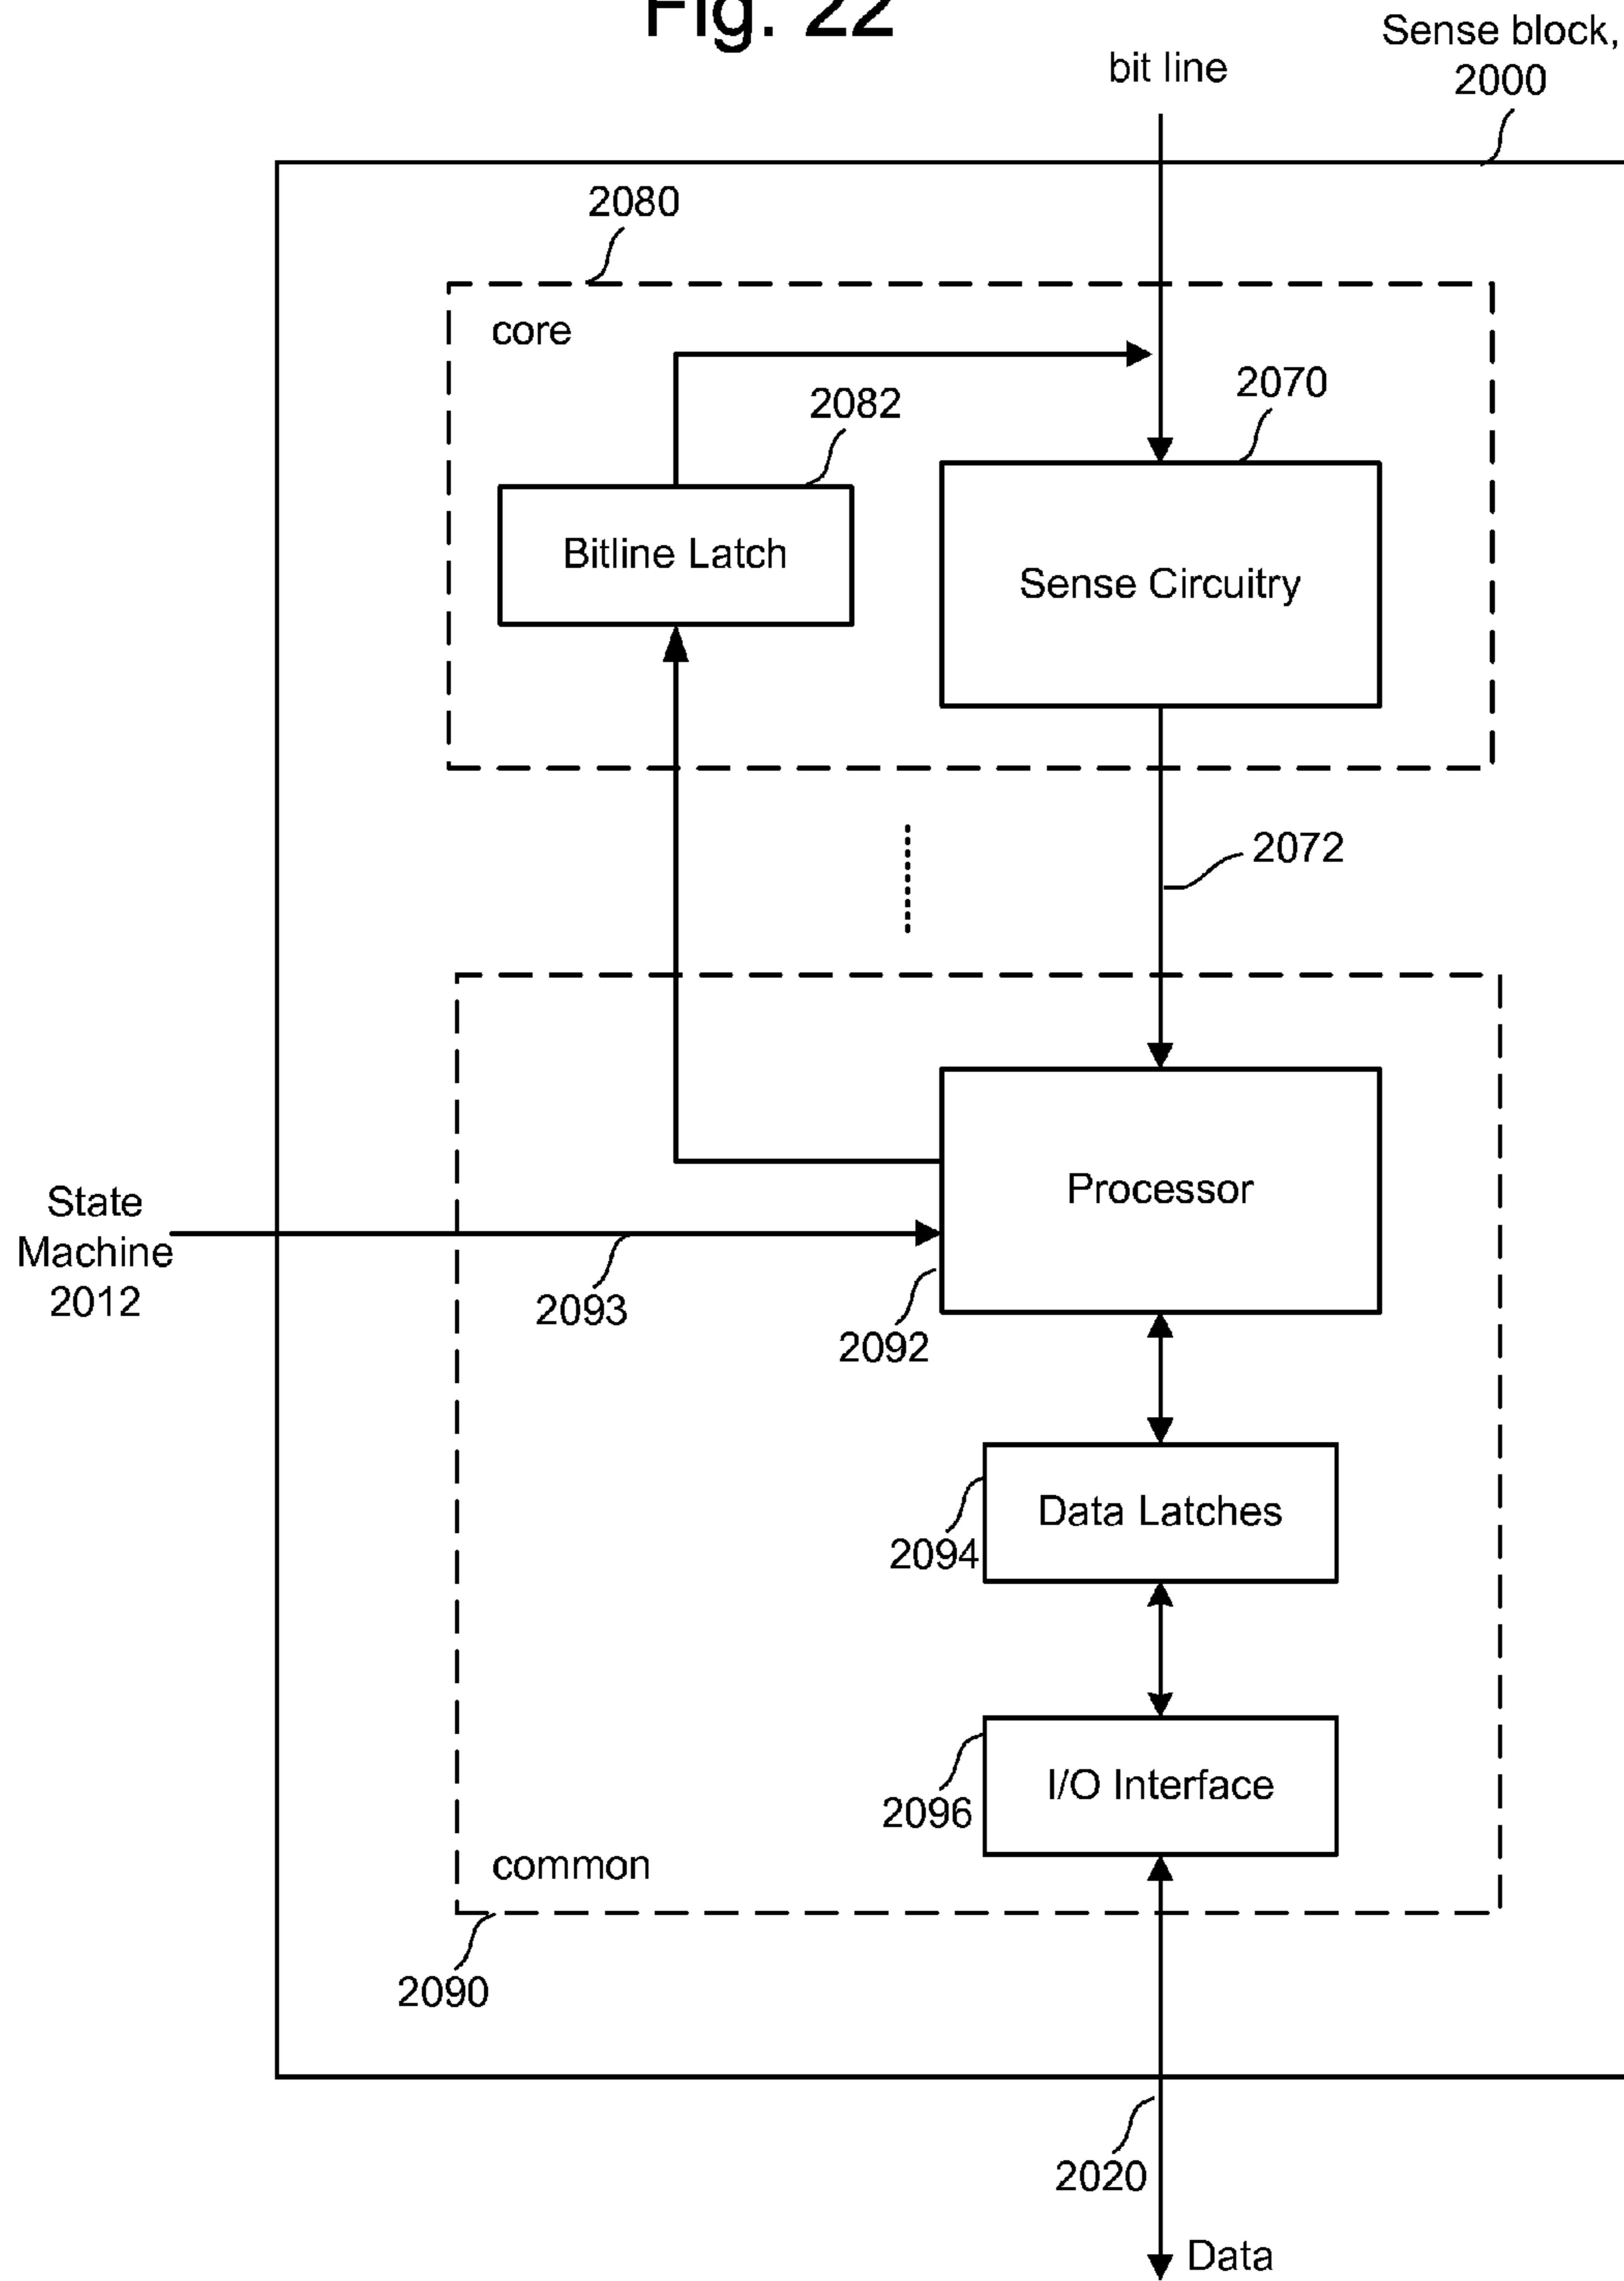 Fig. 22
Sense block,
2000
bit line
2080
core
2082
2070
Bitline Latch
Sense Circuitry
2072
Processor
State
Machine
2012
2093
2092
Data Latches
2094
I/O Interface
2096
common
2090
2020
Data